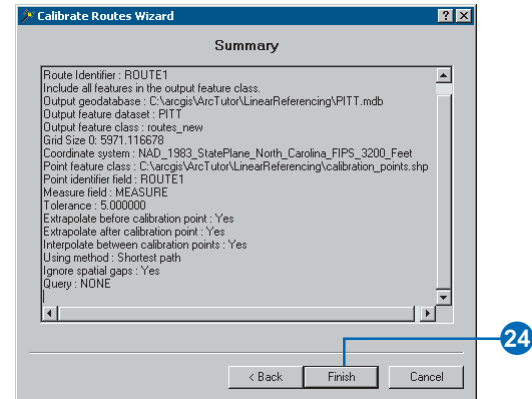 Calibrate Routes Wizard
Summary
Route Identifier : ROUTE1
Include all features in the output feature class.
Output geodatabase : C:\arcgis\ArcTutor\LinearReferencing\PITT.mdb
Output feature dataset : PITT
Output feature class : routes_new
Grid Size 0: 5971.116678
Coordinate system : NAD_1983_StatePlane_North_Carolina_FIPS_3200_Feet
Point feature class : C:\arcgis\ArcTutor\LinearReferencing\calibration_points.shp
Point identifier field : ROUTE1
Measure field : MEASURE
Tolerance : 5.000000
Extrapolate before calibration point : Yes
Extrapolate after calibration point : Yes
Interpolate between calibration points : Yes
Using method : Shortest path
Ignore spatial gaps : Yes
Query : NONE
24
< Back Finish Cancel